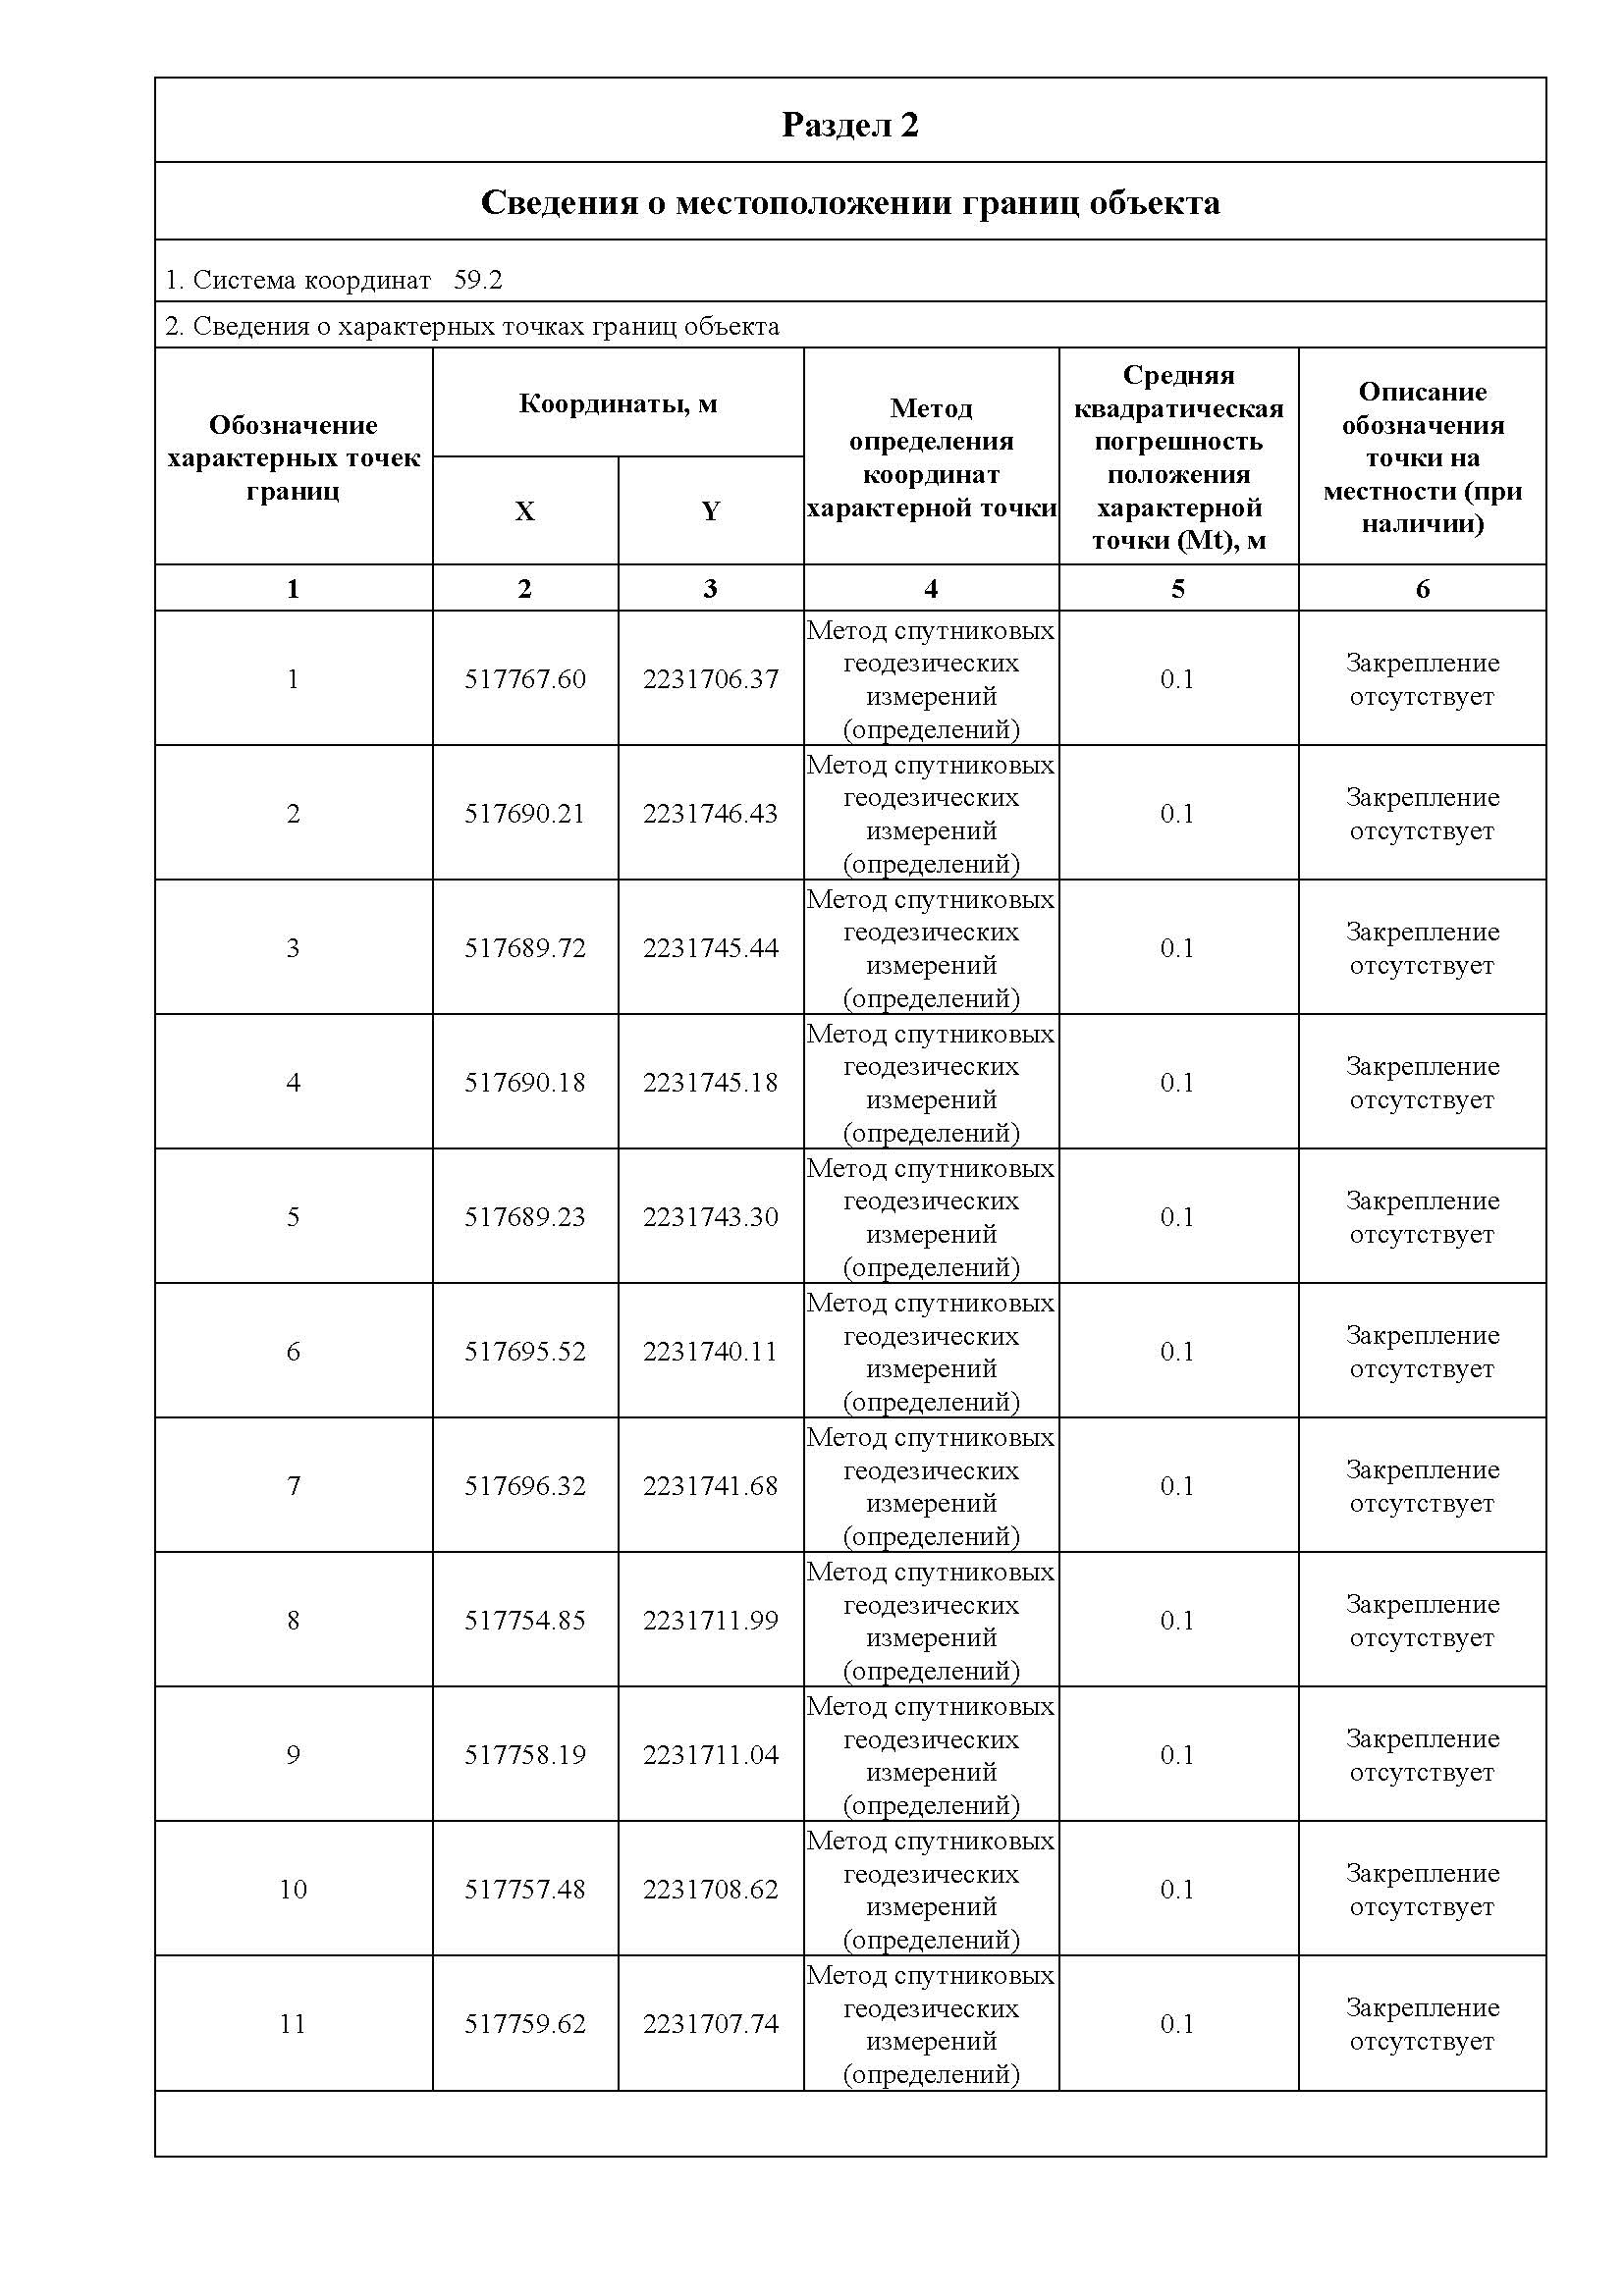 Раздел 2
Сведения о местоположении границ объекта
1. Система координат 59.2
2. Сведения о характерных точках границ объекта
Обозначение
характерных точек
границ
Координаты, м
X
Y
Метод
определения
координат
характерной точки
Средняя
квадратическая
погрешность
положения
характерной
точки (Mt), м
Описание
обозначения
точки на
местности (при
наличии)
1 2 3 4 5 6
1 517767.60 2231706.37
Метод спутниковых
геодезических
измерений
(определений)
0.1
Закрепление
отсутствует
2 517690.21 2231746.43
Метод спутниковых
геодезических
измерений
(определений)
0.1
Закрепление
отсутствует
3 517689.72 2231745.44
Метод спутниковых
геодезических
измерений
(определений)
0.1
Закрепление
отсутствует
4 517690.18 2231745.18
Метод спутниковых
геодезических
измерений
(определений)
0.1
Закрепление
отсутствует
5 517689.23 2231743.30
Метод спутниковых
геодезических
измерений
(определений)
0.1
Закрепление
отсутствует
6 517695.52 2231740.11
Метод спутниковых
геодезических
измерений
(определений)
0.1
Закрепление
отсутствует
7 517696.32 2231741.68
Метод спутниковых
геодезических
измерений
(определений)
0.1
Закрепление
отсутствует
8 517754.85 2231711.99
Метод спутниковых
геодезических
измерений
(определений)
0.1
Закрепление
отсутствует
9 517758.19 2231711.04
Метод спутниковых
геодезических
измерений
(определений)
0.1
Закрепление
отсутствует
10 517757.48 2231708.62
Метод спутниковых
геодезических
измерений
(определений)
0.1
Закрепление
отсутствует
11 517759.62 2231707.74
Метод спутниковых
геодезических
измерений
(определений)
0.1
Закрепление
отсутствует